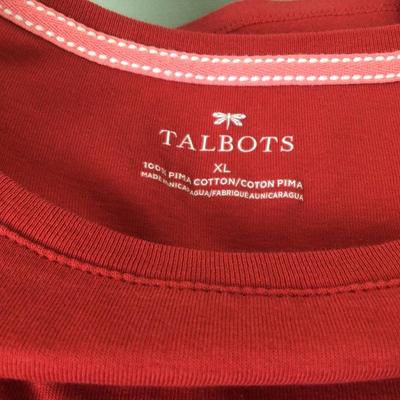 TALBOTS
XL
100% PIMA COTTON/COTON PIMA
MADE IN NICARAGUA/FABRIQUE AU NICARAGUA